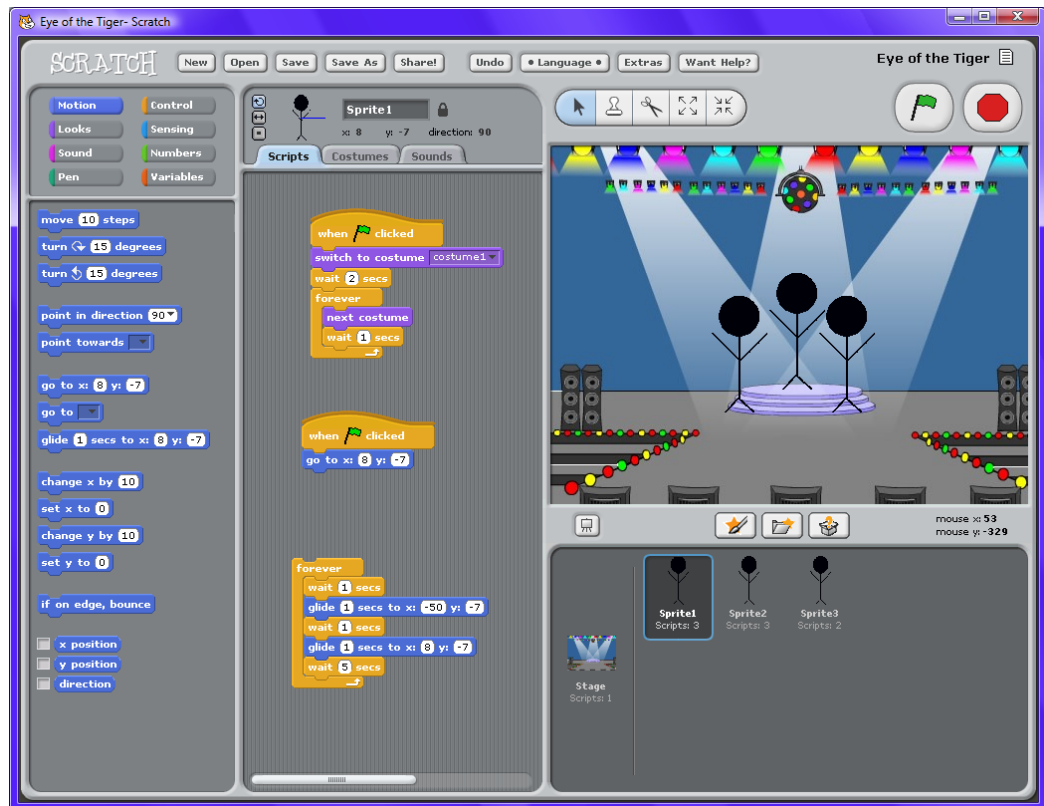 Eye of the Tiger- Scratch
SCRATCH
New Open Save Save As Share! Undo • Language • Extras Want Help?
Eye of the Tiger
Motion Control
Looks Sensing
Sound Numbers
Pen Variables
move 10 steps
turn 15 degrees
turn 15 degrees
point in direction 90
point towards
go to x: 8 y: -7
go to
glide 1 secs to x: 8 y: -7
change x by 10
set x to 0
change y by 10
set y to 0
if on edge, bounce
x position
y position
direction
Sprite1
x: 8 y: -7 direction: 90
Scripts Costumes Sounds
when clicked
switch to costume costume1
wait 2 secs
forever
next costume
wait 1 secs
when clicked
go to x: 8 y: -7
forever
wait 1 secs
glide 1 secs to x: -50 y: -7
wait 1 secs
glide 1 secs to x: 8 y: -7
wait 5 secs
mouse x: 53
mouse y: -329
Stage
Scripts: 1
Sprite1
Scripts: 3
Sprite2
Scripts: 3
Sprite3
Scripts: 2